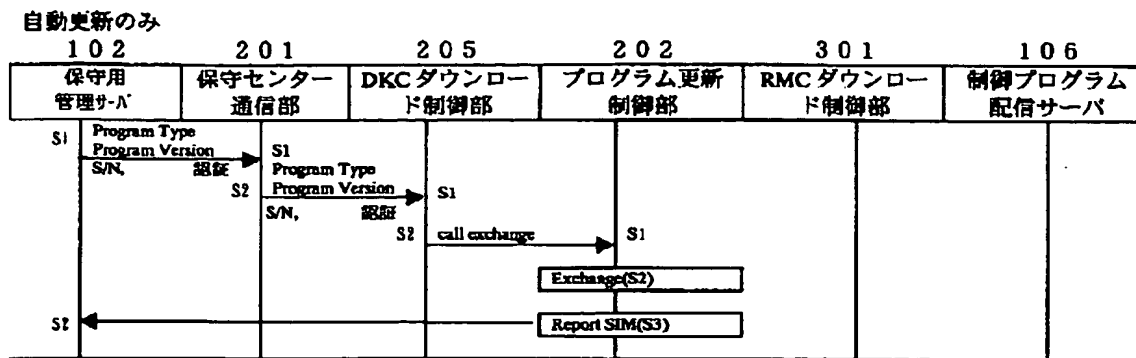 自動更新のみ
102 201 205 202 301 106
保守用 保守センター DKCダウンロー プログラム更新 RMCダウンロー 制御プログラム
管理サーバ 通信部 ド制御部 制御部 ド制御部 配信サーバ
S1 Program Type
Program Version S1
S/N, 認証 Program Type
S2 Program Version S1
S/N, 認証
S2 call exchange S1
Exchange(S2)
S2 Report SIM(S3)